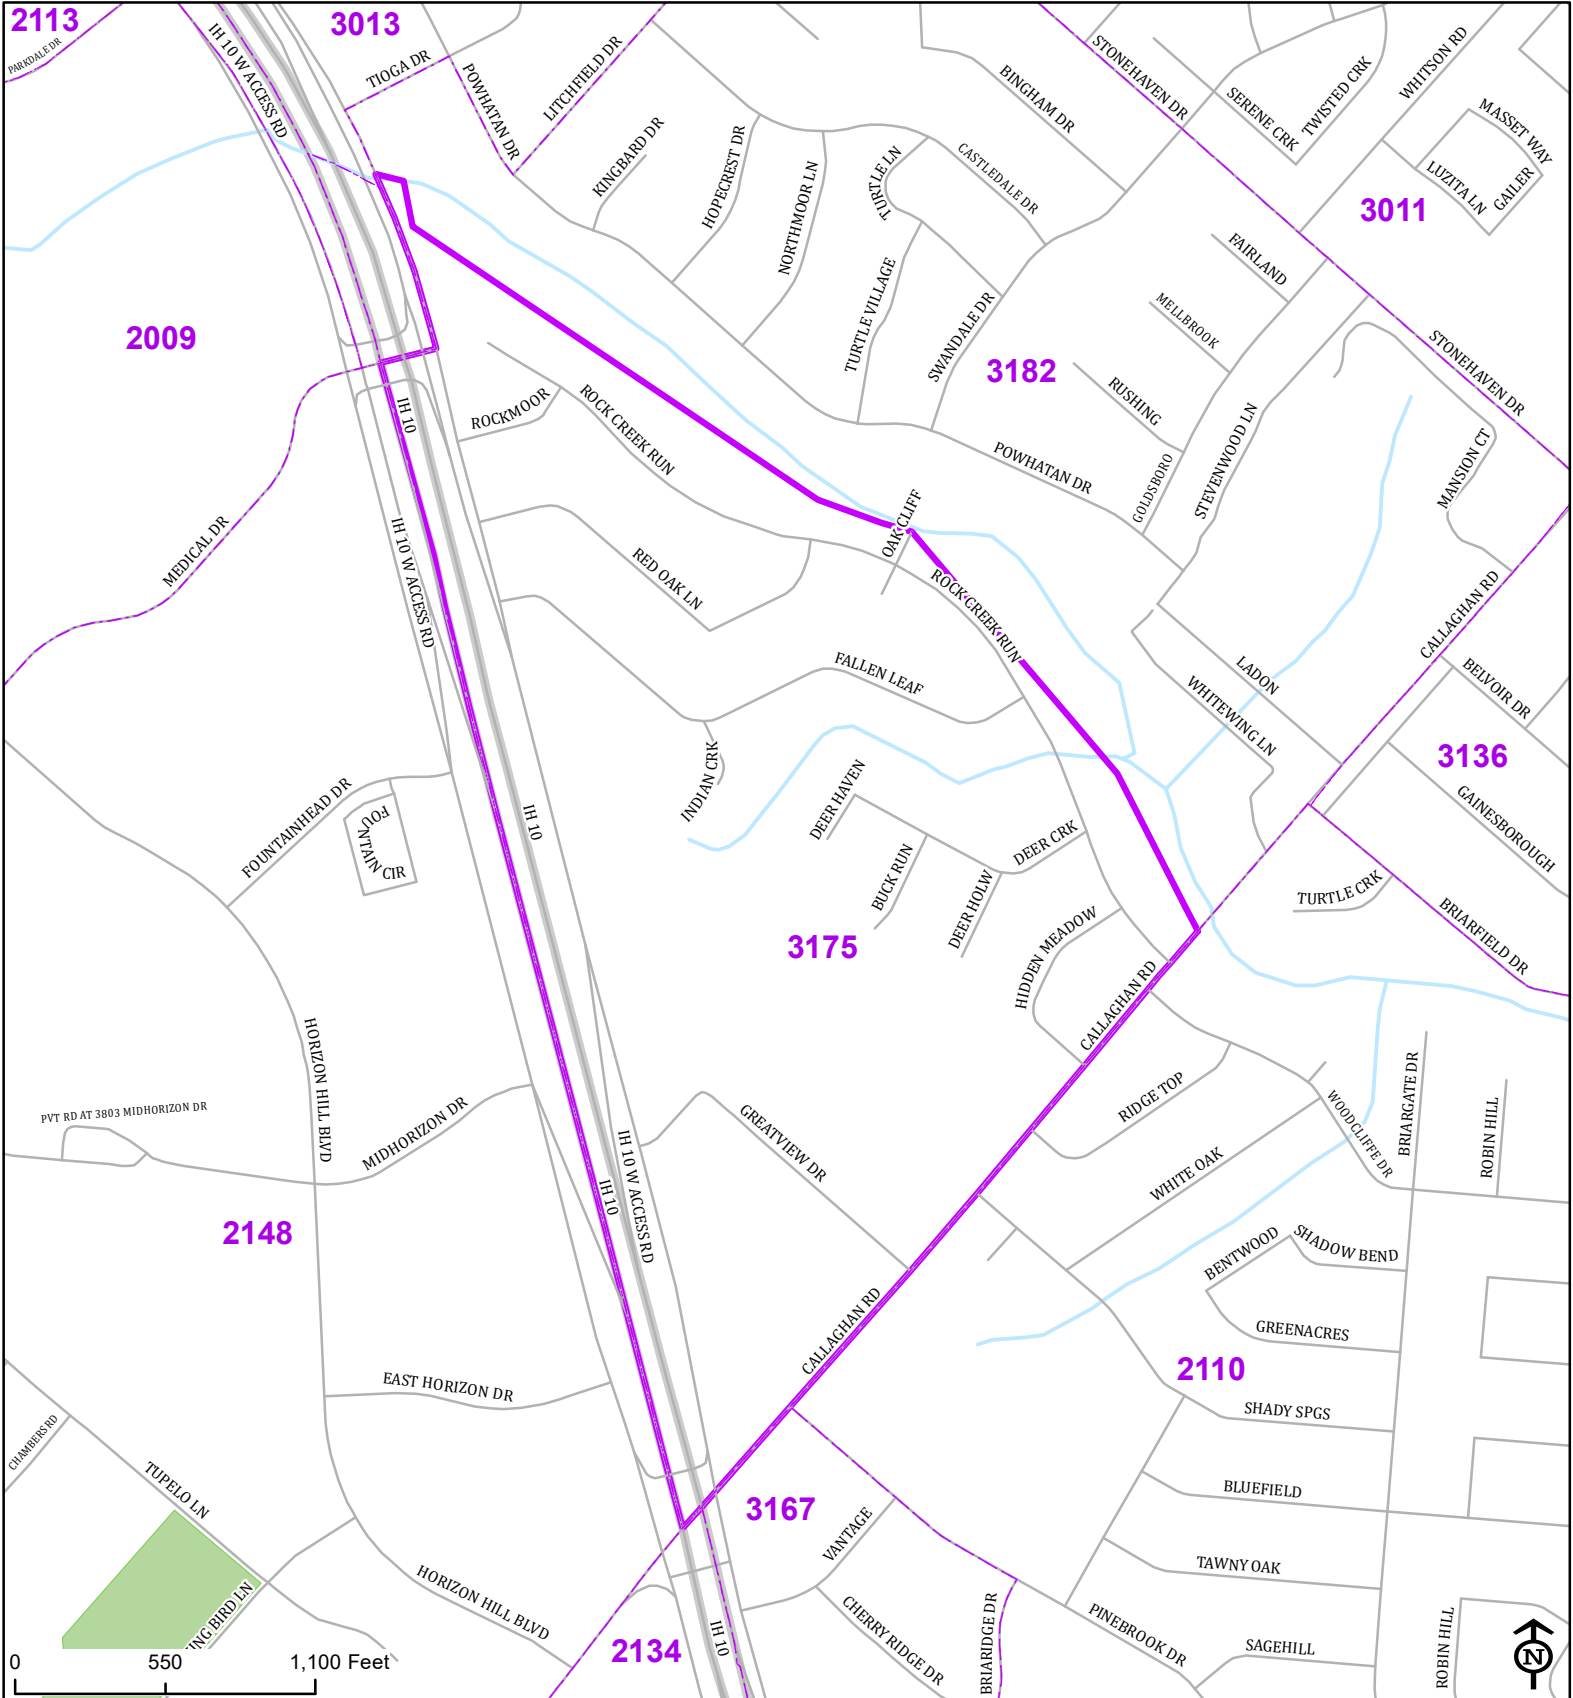 2113
PARKDALE DR
3013
IH 10 W ACCESS RD
TIOGA DR
POWHATAN DR
LITCHFIELD DR
KINGBARD DR
HOPECREST DR
NORTHMOOR LN
TURTLE LN
CASTLEDALE DR
BINGHAM DR
STONEHAVEN DR
SERENE CRK
TWISTED CRK
WHITSON RD
MASSET WAY
LUZITA LN
GAILER
3011
FAIRLAND
MELLBROOK
RUSHING
TURTLE VILLAGE
SWANDALE DR
3182
STONEHAVEN DR
2009
IH 10
ROCKMOOR
ROCK CREEK RUN
POWHATAN DR
GOLDSBORO
STEVENWOOD LN
MANSION CT
MEDICAL DR
IH 10 W ACCESS RD
RED OAK LN
OAK CLIFF
ROCK CREEK RUN
CALLAGHAN RD
FALLEN LEAF
LADON
WHITEWING LN
BELVOIR DR
3136
GAINESBOROUGH
INDIAN CRK
DEER HAVEN
BUCK RUN
DEER CRK
DEER HOLW
FOUNTAINHEAD DR
FOUNTAIN CIR
IH 10
TURTLE CRK
BRIARFIELD DR
3175
HIDDEN MEADOW
CALLAGHAN RD
HORIZON HILL BLVD
PVT RD AT 3803 MIDHORIZON DR
MIDHORIZON DR
GREATVIEW DR
RIDGE TOP
WOODCLIFFE DR
BRIARGATE DR
ROBIN HILL
IH 10 W ACCESS RD
IH 10
WHITE OAK
2148
BENTWOOD
SHADOW BEND
GREENACRES
CALLAGHAN RD
2110
EAST HORIZON DR
SHADY SPGS
CHAMBERS RD
TUPELO LN
3167
VANTAGE
BLUEFIELD
TAWNY OAK
HORIZON HILL BLVD
CHERRY RIDGE DR
BRIARIDGE DR
PINEBROOK DR
SAGEHILL
ROBIN HILL
ING BIRD LN
2134
IH 10
0 550 1,100 Feet
N